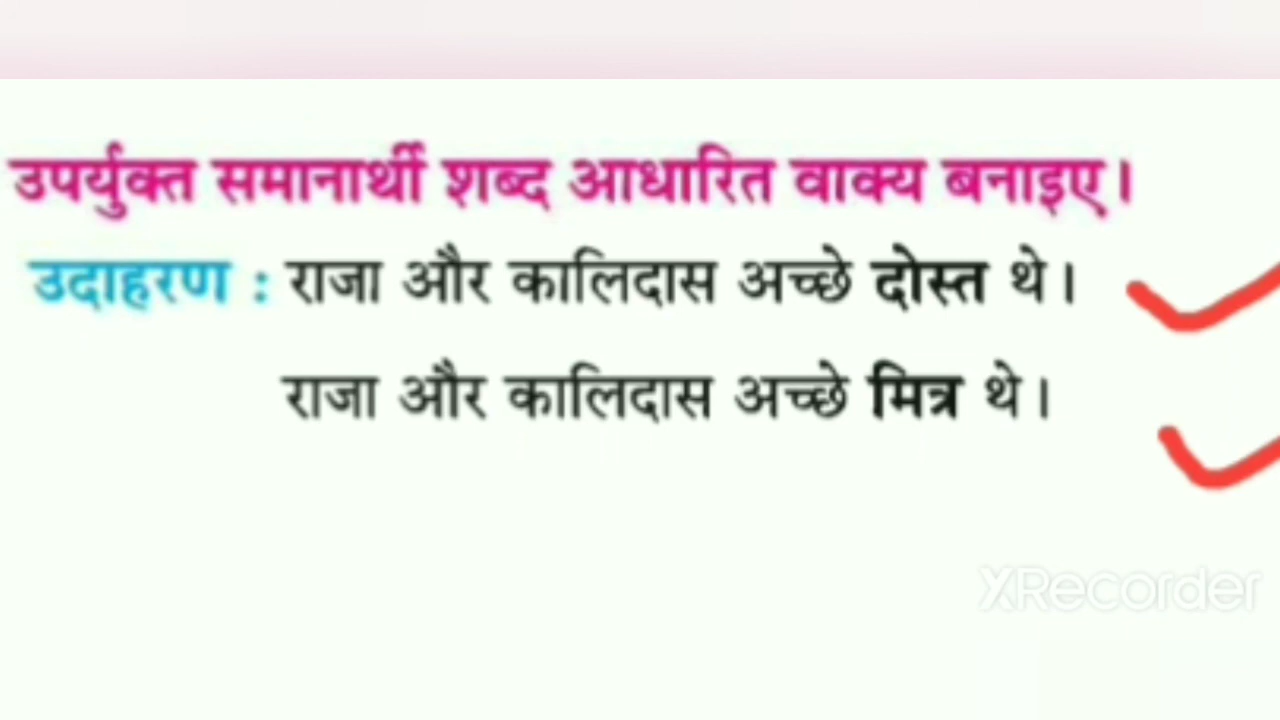 उपर्युक्त समानार्थी शब्द आधारित वाक्य बनाइए।
उदाहरण : राजा और कालिदास अच्छे दोस्त थे।
राजा और कालिदास अच्छे मित्र थे।
XRecorder